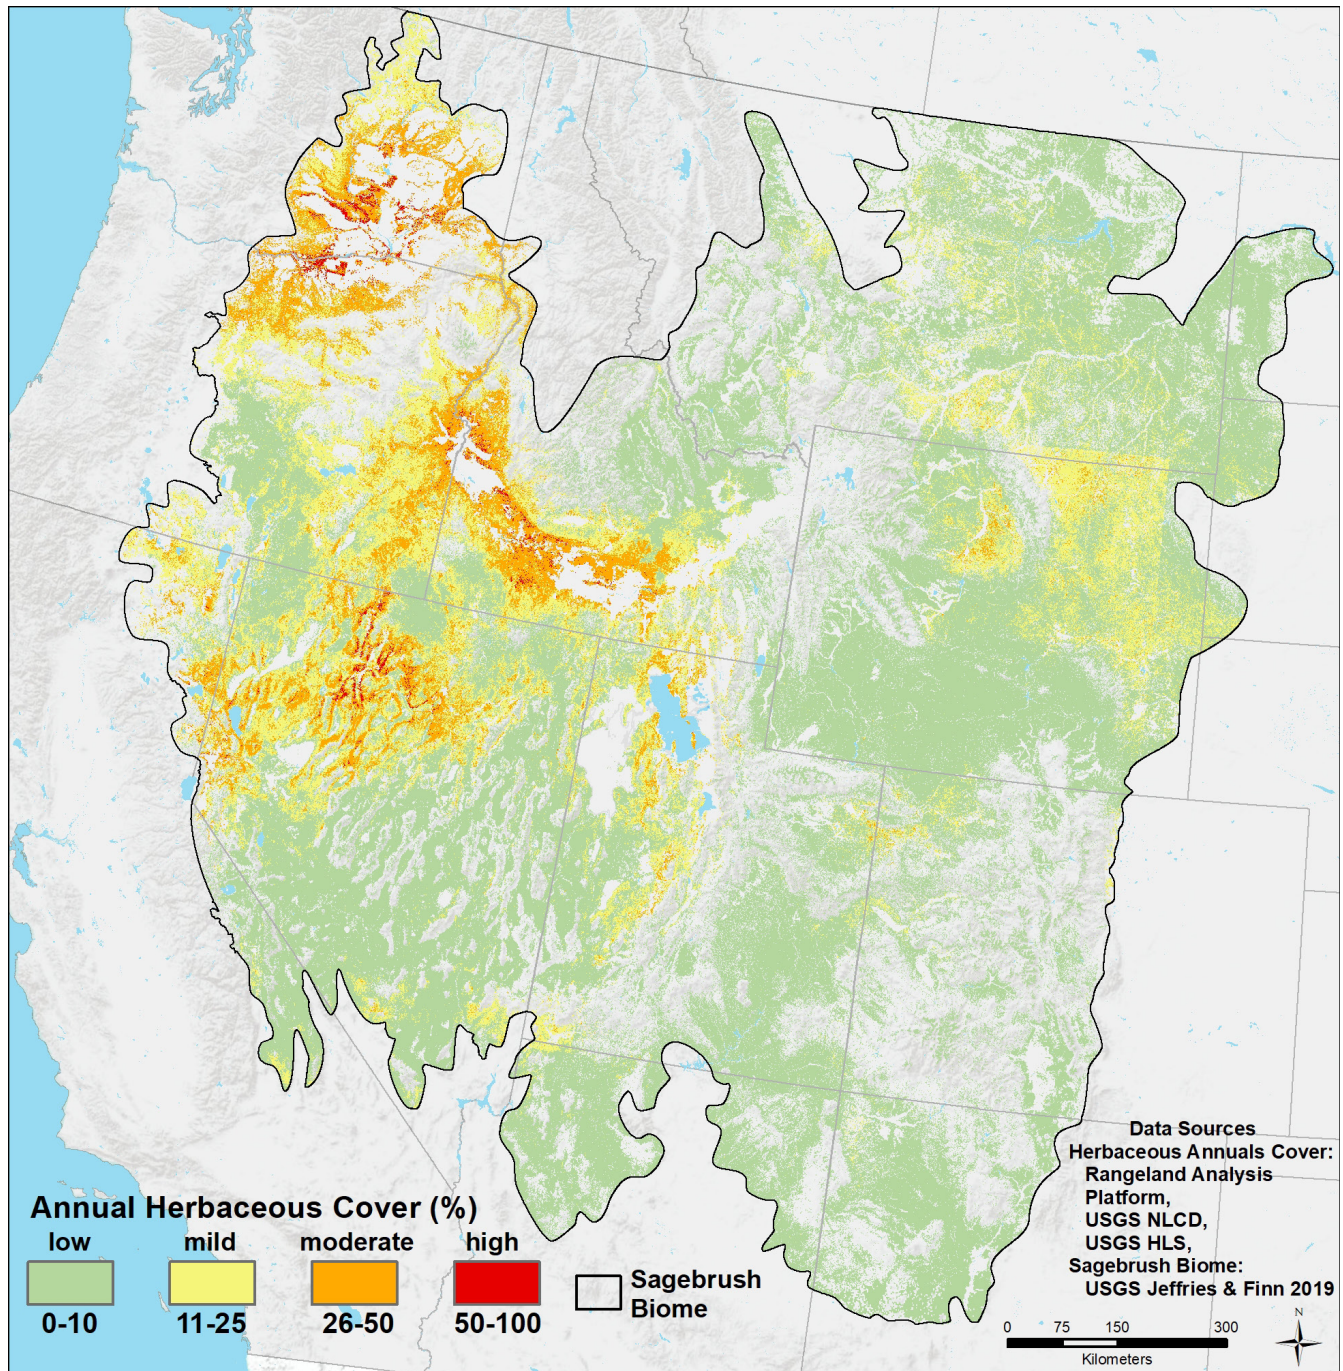 Data Sources
Herbaceous Annuals Cover:
Rangeland Analysis
Platform,
USGS NLCD,
USGS HLS,
Sagebrush Biome:
USGS Jeffries & Finn 2019
Annual Herbaceous Cover (%)
low mild moderate high
0-10 11-25 26-50 50-100
Sagebrush
Biome
0 75 150 300
Kilometers
N